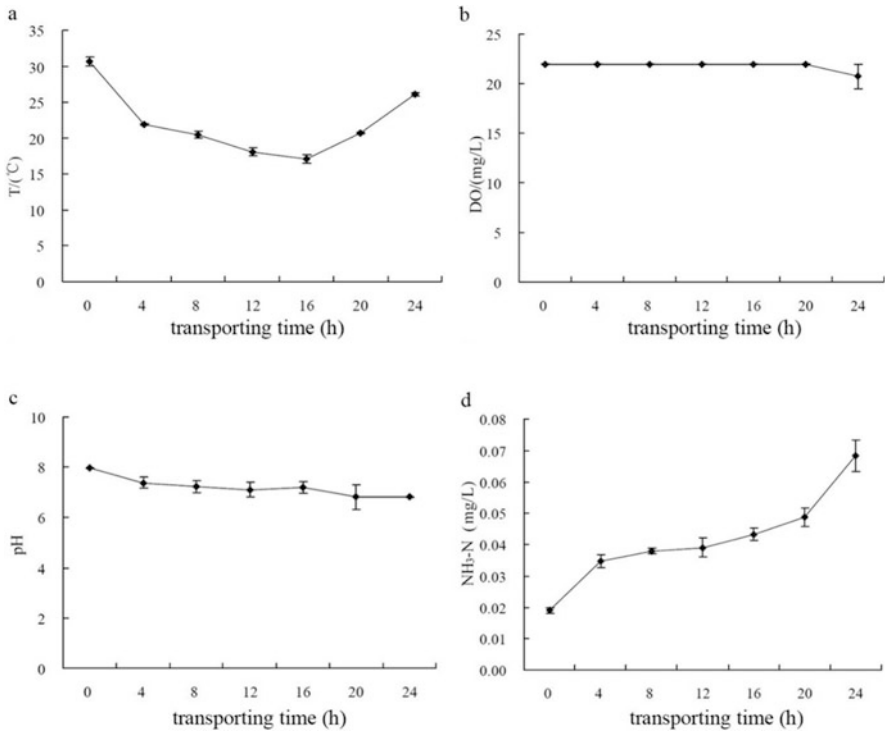 a
T/(℃)
35
30
25
20
15
10
5
0
0 4 8 12 16 20 24
transporting time (h)
b
DO/(mg/L)
25
20
15
10
5
0
0 4 8 12 16 20 24
transporting time (h)
c
pH
10
8
6
4
2
0
0 4 8 12 16 20 24
transporting time (h)
d
NH₃-N (mg/L)
0.08
0.07
0.06
0.05
0.04
0.03
0.02
0.01
0.00
0 4 8 12 16 20 24
transporting time (h)